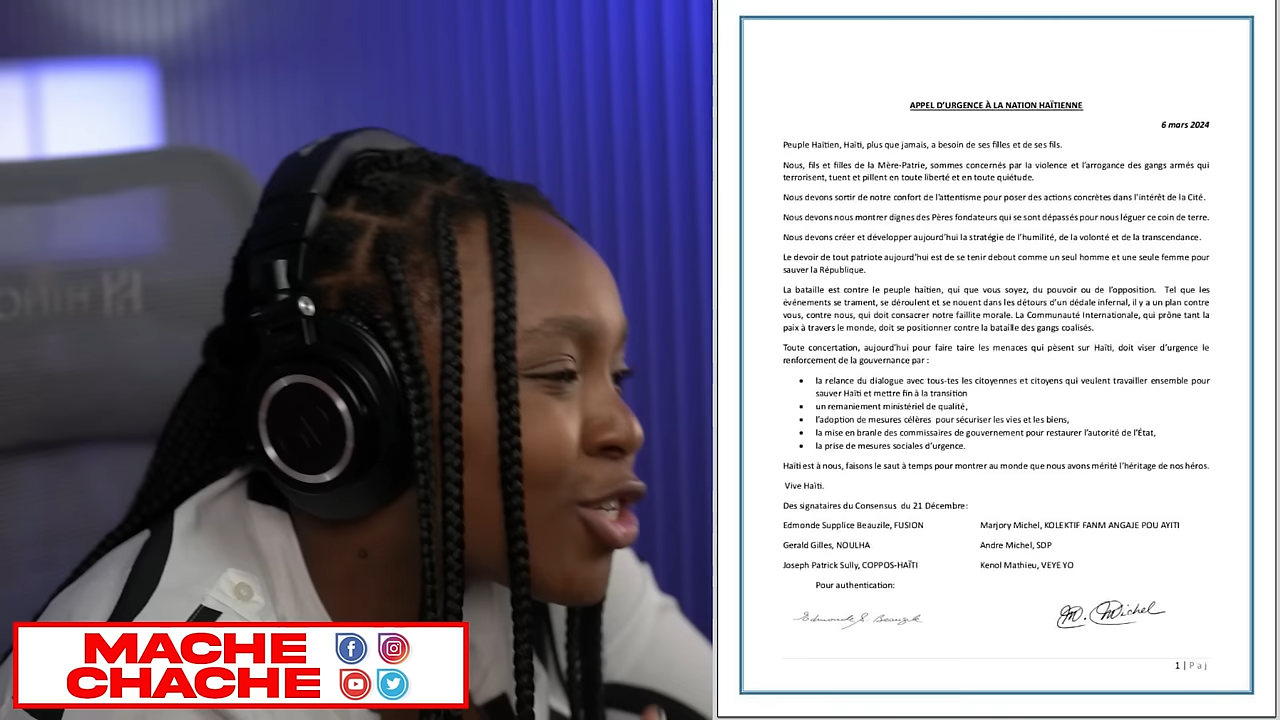 APPEL D'URGENCE À LA NATION HAÏTIENNE
6 mars 2024
Peuple Haïtien, Haïti, plus que jamais, a besoin de ses filles et de ses fils.
Nous, fils et filles de la Mère-Patrie, sommes concernés par la violence et l'arrogance des gangs armés qui
terrorisent, tuent et pillent en toute liberté et en toute quiétude.
Nous devons sortir de notre confort de l'attentisme pour poser des actions concrètes dans l'intérêt de la Cité.
Nous devons nous montrer dignes des Pères fondateurs qui se sont dépassés pour nous léguer ce coin de terre.
Nous devons créer et développer aujourd'hui la stratégie de l'humilité, de la volonté et de la transcendance.
Le devoir de tout patriote aujourd'hui est de se tenir debout comme un seul homme et une seule femme pour
sauver la République.
La bataille est contre le peuple haïtien, qui que vous soyez, du pouvoir ou de l'opposition. Tel que les
événements se trament, se déroulent et se nouent dans les détours d'un dédale infernal, il y a un plan contre
vous, contre nous, qui doit consacrer notre faillite morale. La Communauté Internationale, qui prône tant la
paix à travers le monde, doit se positionner contre la bataille des gangs coalisés.
Toute concertation, aujourd'hui pour faire taire les menaces qui pèsent sur Haïti, doit viser d'urgence le
renforcement de la gouvernance par :
• la relance du dialogue avec tous-tes les citoyennes et citoyens qui veulent travailler ensemble pour
sauver Haïti et mettre fin à la transition
• un remaniement ministériel de qualité,
• l'adoption de mesures célères pour sécuriser les vies et les biens,
• la mise en branle des commissaires de gouvernement pour restaurer l'autorité de l'État,
• la prise de mesures sociales d'urgence.
Haïti est à nous, faisons le saut à temps pour montrer au monde que nous avons mérité l'héritage de nos héros.
Vive Haïti.
Des signataires du Consensus du 21 Décembre:
Edmonde Supplice Beauzile, FUSION Marjory Michel, KOLEKTIF FANM ANGAJE POU AYITI
Gerald Gilles, NOULHA Andre Michel, SDP
Joseph Patrick Sully, COPPOS-HAÏTI Kenol Mathieu, VEYE YO
Pour authentication:
Edmonde S. Beauzile M. Michel
1 | Paj
MACHE
CHACHE